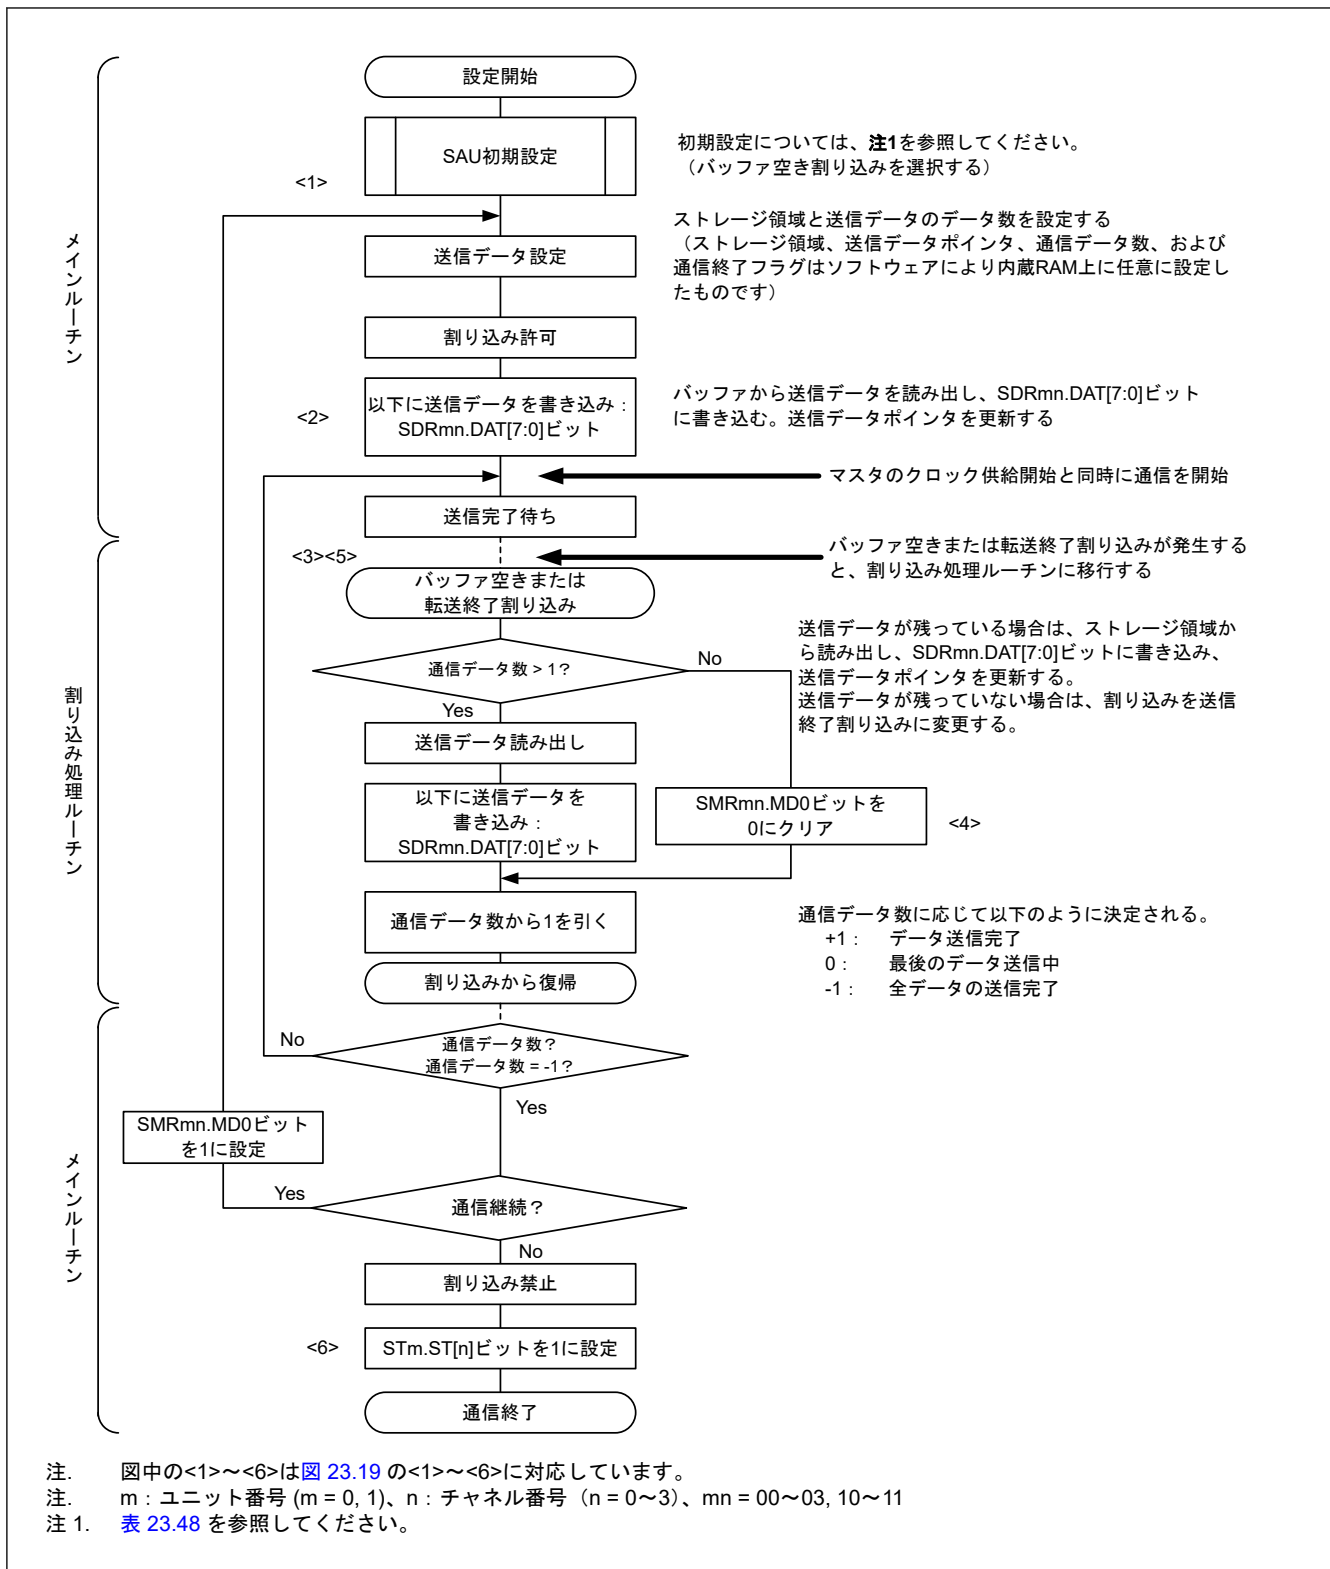 設定開始
SAU初期設定
初期設定については、注1を参照してください。
（バッファ空き割り込みを選択する）
<1>
ストレージ領域と送信データのデータ数を設定する
（ストレージ領域、送信データポインタ、通信データ数、および
通信終了フラグはソフトウェアにより内蔵RAM上に任意に設定し
たものです）
送信データ設定
メインルーチン
割り込み許可
<2>
以下に送信データを書き込み：
SDRmn.DAT[7:0]ビット
バッファから送信データを読み出し、SDRmn.DAT[7:0]ビット
に書き込む。送信データポインタを更新する
マスタのクロック供給開始と同時に通信を開始
送信完了待ち
<3><5>
バッファ空きまたは転送終了割り込みが発生する
と、割り込み処理ルーチンに移行する
バッファ空きまたは
転送終了割り込み
通信データ数 > 1？
No
Yes
送信データが残っている場合は、ストレージ領域か
ら読み出し、SDRmn.DAT[7:0]ビットに書き込み、
送信データポインタを更新する。
送信データが残っていない場合は、割り込みを送信
終了割り込みに変更する。
割り込み処理ルーチン
送信データ読み出し
以下に送信データを
書き込み：
SDRmn.DAT[7:0]ビット
SMRmn.MD0ビットを
0にクリア
<4>
通信データ数から1を引く
通信データ数に応じて以下のように決定される。
+1： データ送信完了
0： 最後のデータ送信中
-1： 全データの送信完了
割り込みから復帰
No
通信データ数？
通信データ数 = -1？
Yes
SMRmn.MD0ビット
を1に設定
メインルーチン
Yes
通信継続？
No
割り込み禁止
<6>
STm.ST[n]ビットを1に設定
通信終了
注. 図中の<1>～<6>は図 23.19 の<1>～<6>に対応しています。
注. m：ユニット番号 (m = 0, 1)、n：チャネル番号（n = 0～3）、mn = 00～03, 10～11
注 1. 表 23.48 を参照してください。